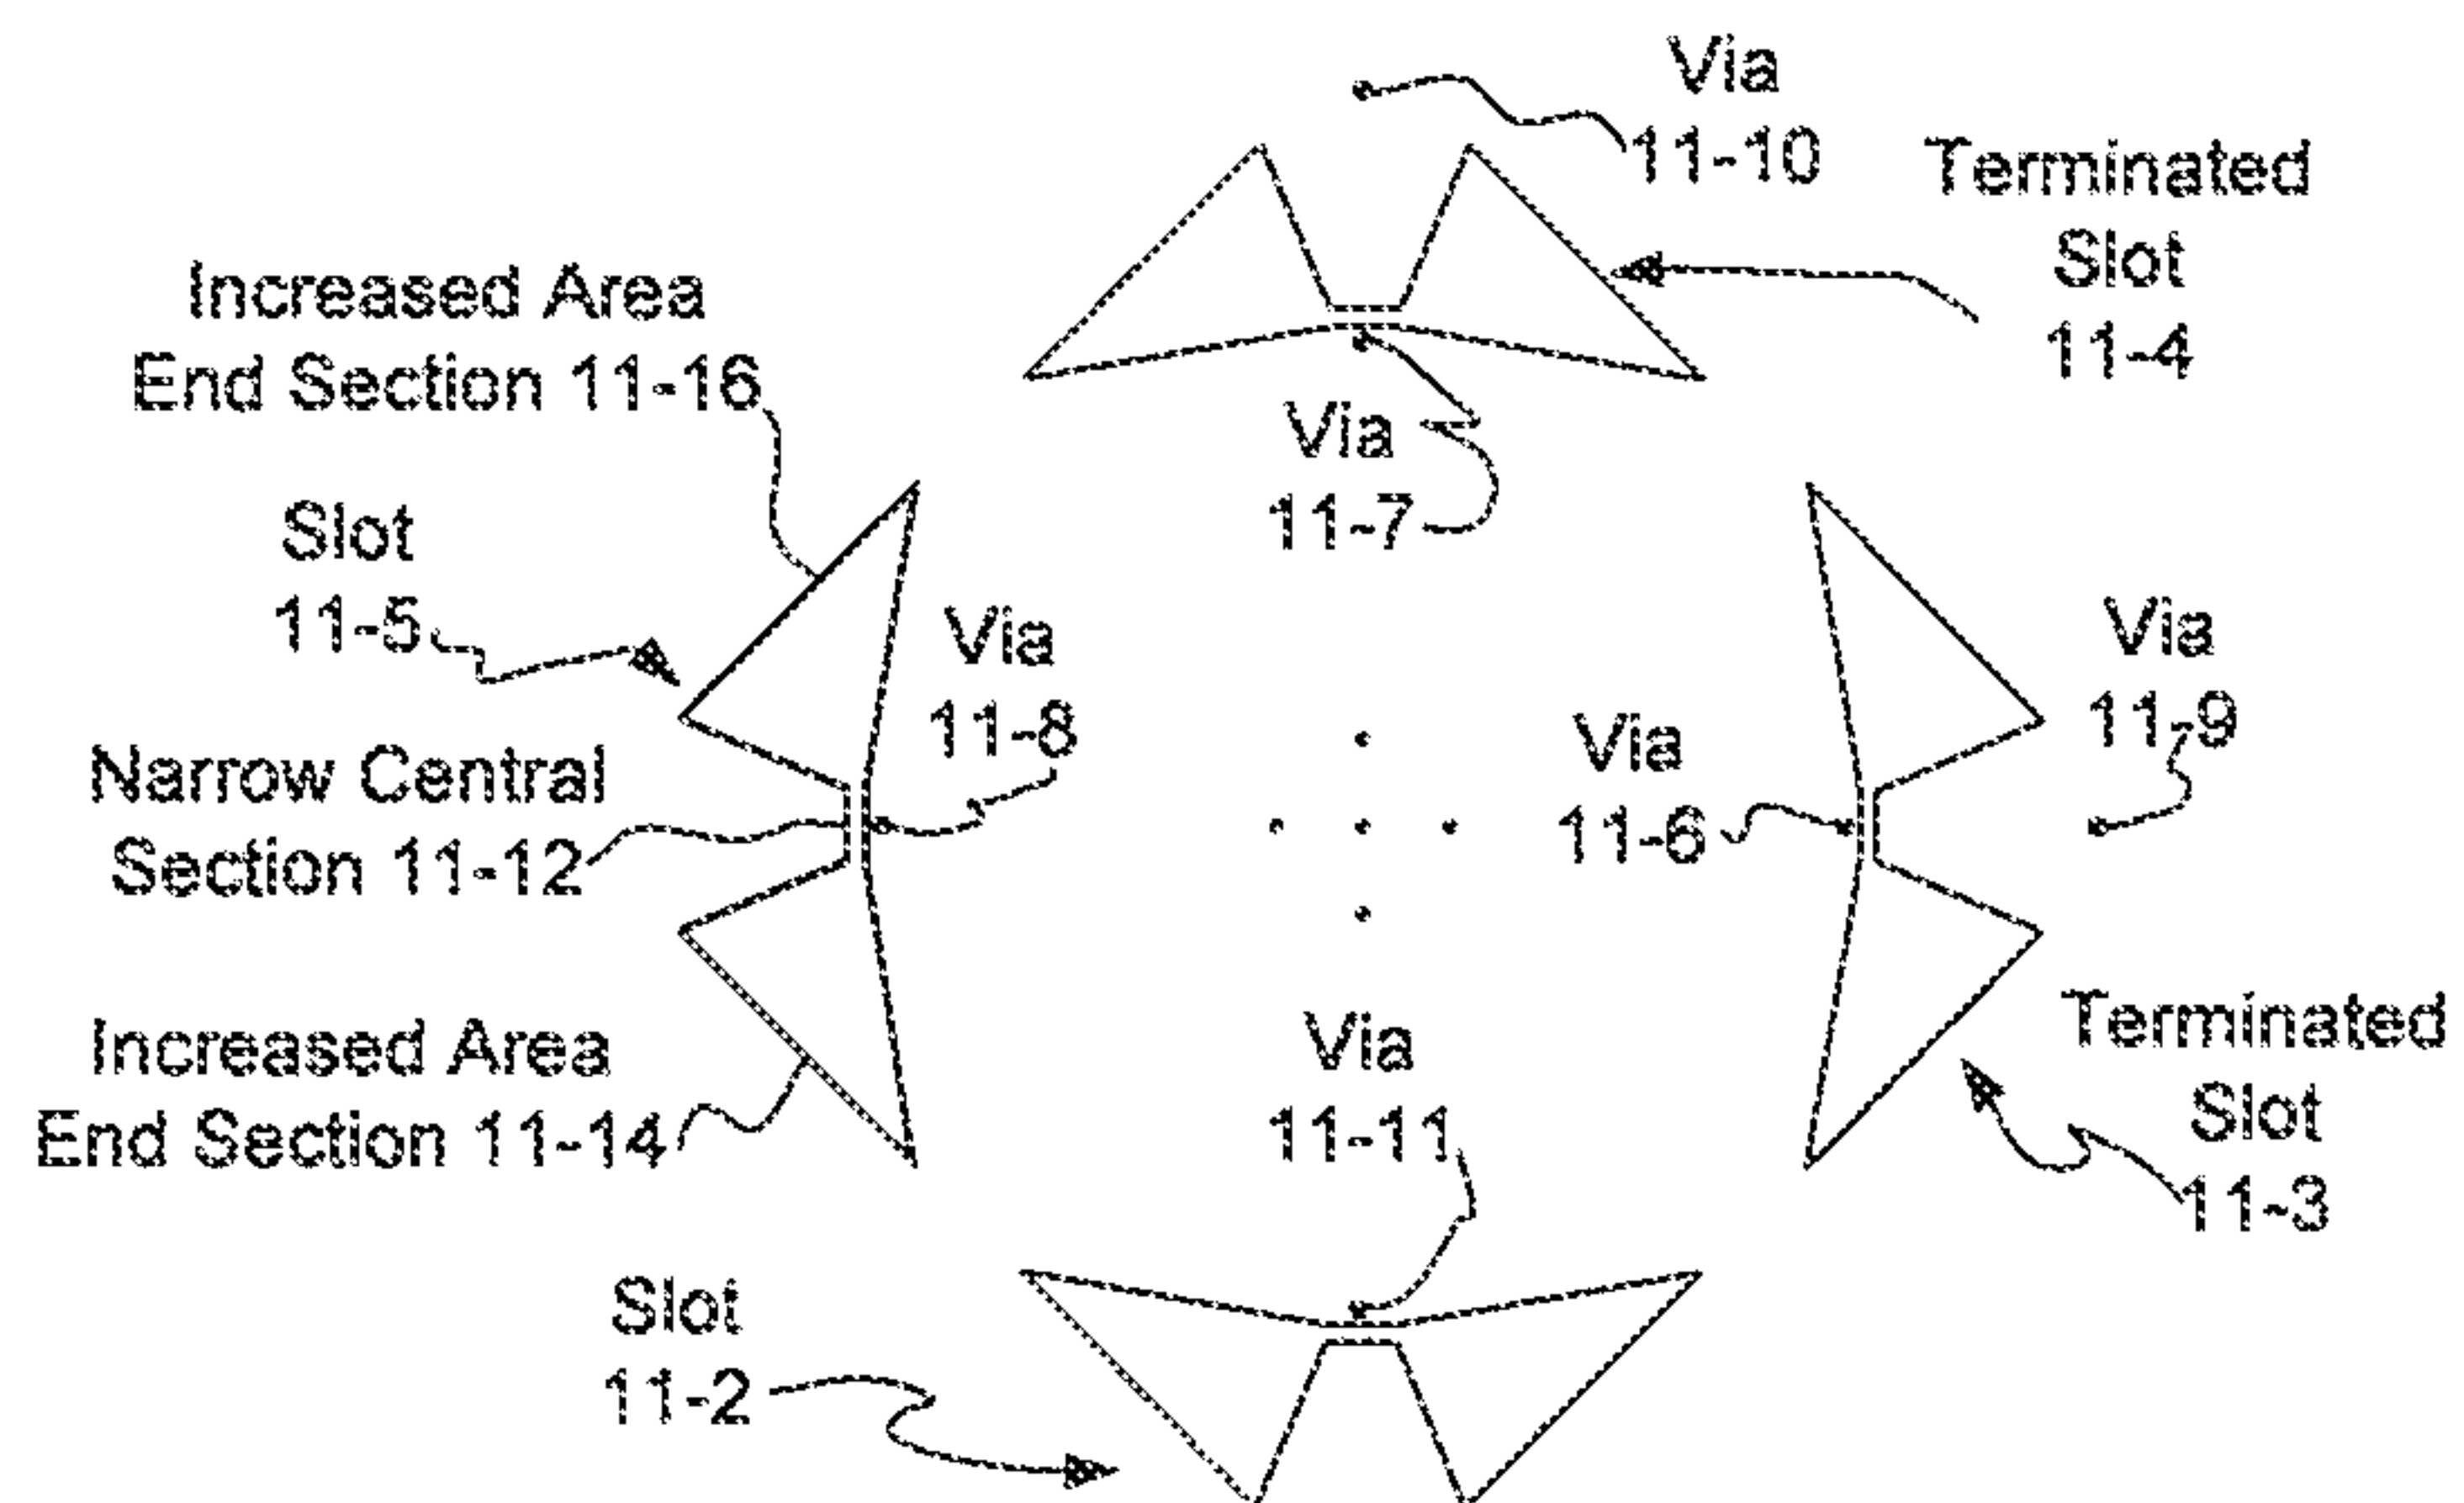 Via
11-10
Terminated
Slot
11-4
Increased Area
End Section 11-16
Via
11-7
Slot
11-5
Via
11-8
Via
11-9
Narrow Central
Section 11-12
Via
11-6
Increased Area
End Section 11-14
Via
11-11
Terminated
Slot
11-3
Slot
11-2